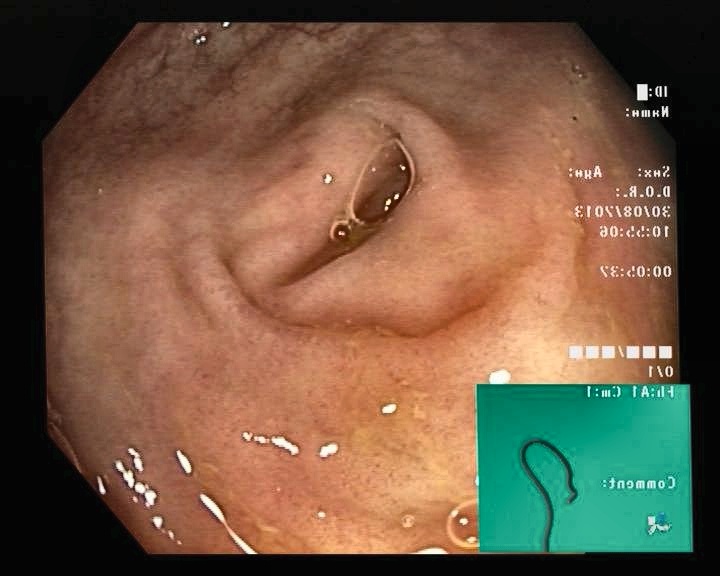 ID:
Name:
Sex: Age:
D.O.B.:
30/08/2013
10:55:06
00:05:37
/
0/1
Eh:A1 Cm:1
Comment: